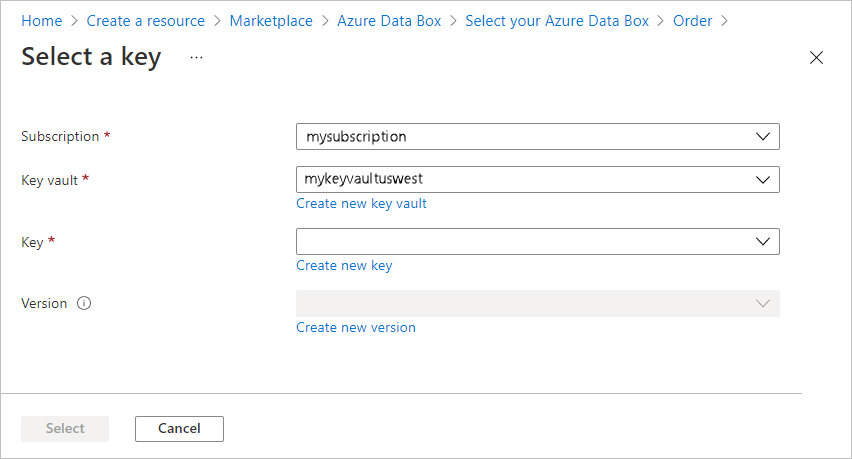 Home > Create a resource > Marketplace > Azure Data Box > Select your Azure Data Box > Order >
Select a key ...
Subscription * mysubscription
Key vault * mykeyvaultuswest
Create new key vault
Key *
Create new key
Version
Create new version
Select Cancel